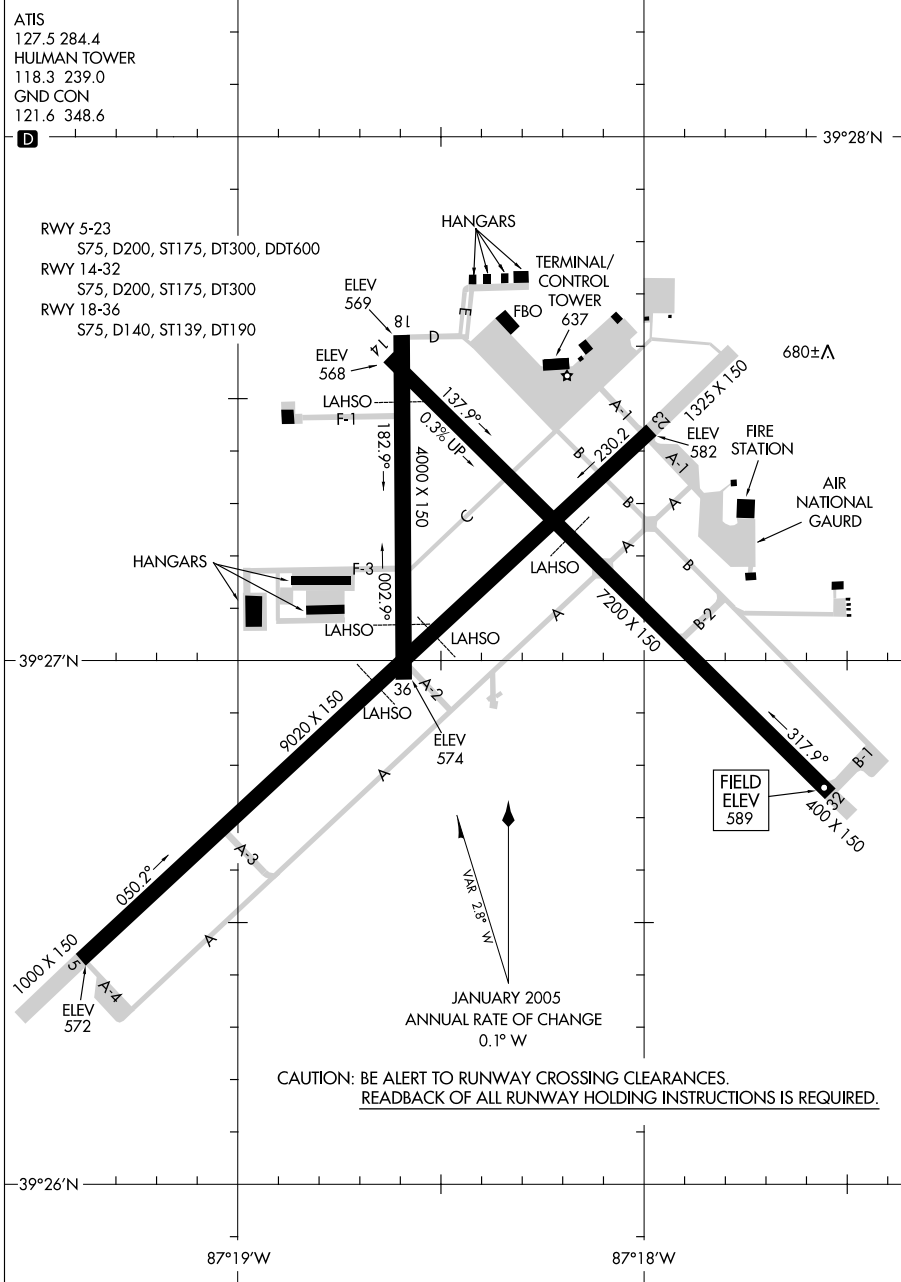 ATIS
127.5 284.4
HULMAN TOWER
118.3 239.0
GND CON
121.6 348.6
D
39°28'N
RWY 5-23
S75, D200, ST175, DT300, DDT600
RWY 14-32
S75, D200, ST175, DT300
RWY 18-36
S75, D140, ST139, DT190
HANGARS
TERMINAL/
CONTROL
TOWER
637
FBO
E
D
ELEV
569
18
14
ELEV
568
680±
LAHSO
F-1
137.9°
0.3% UP
182.9°
4000 X 150
A-1
23
1325 X 150
230.2
ELEV
582
A-1
FIRE
STATION
AIR
NATIONAL
GAURD
B
B
A
A
B
C
HANGARS
F-3
002.9°
LAHSO
7200 X 150
B-2
A
LAHSO
LAHSO
39°27'N
36
A-2
LAHSO
9020 X 150
ELEV
574
A
317.9°
B-1
32
400 X 150
FIELD
ELEV
589
A-3
050.2°
VAR 2.8° W
A
1000 X 150
5
A-4
ELEV
572
JANUARY 2005
ANNUAL RATE OF CHANGE
0.1° W
CAUTION: BE ALERT TO RUNWAY CROSSING CLEARANCES.
READBACK OF ALL RUNWAY HOLDING INSTRUCTIONS IS REQUIRED.
39°26'N
87°19'W
87°18'W